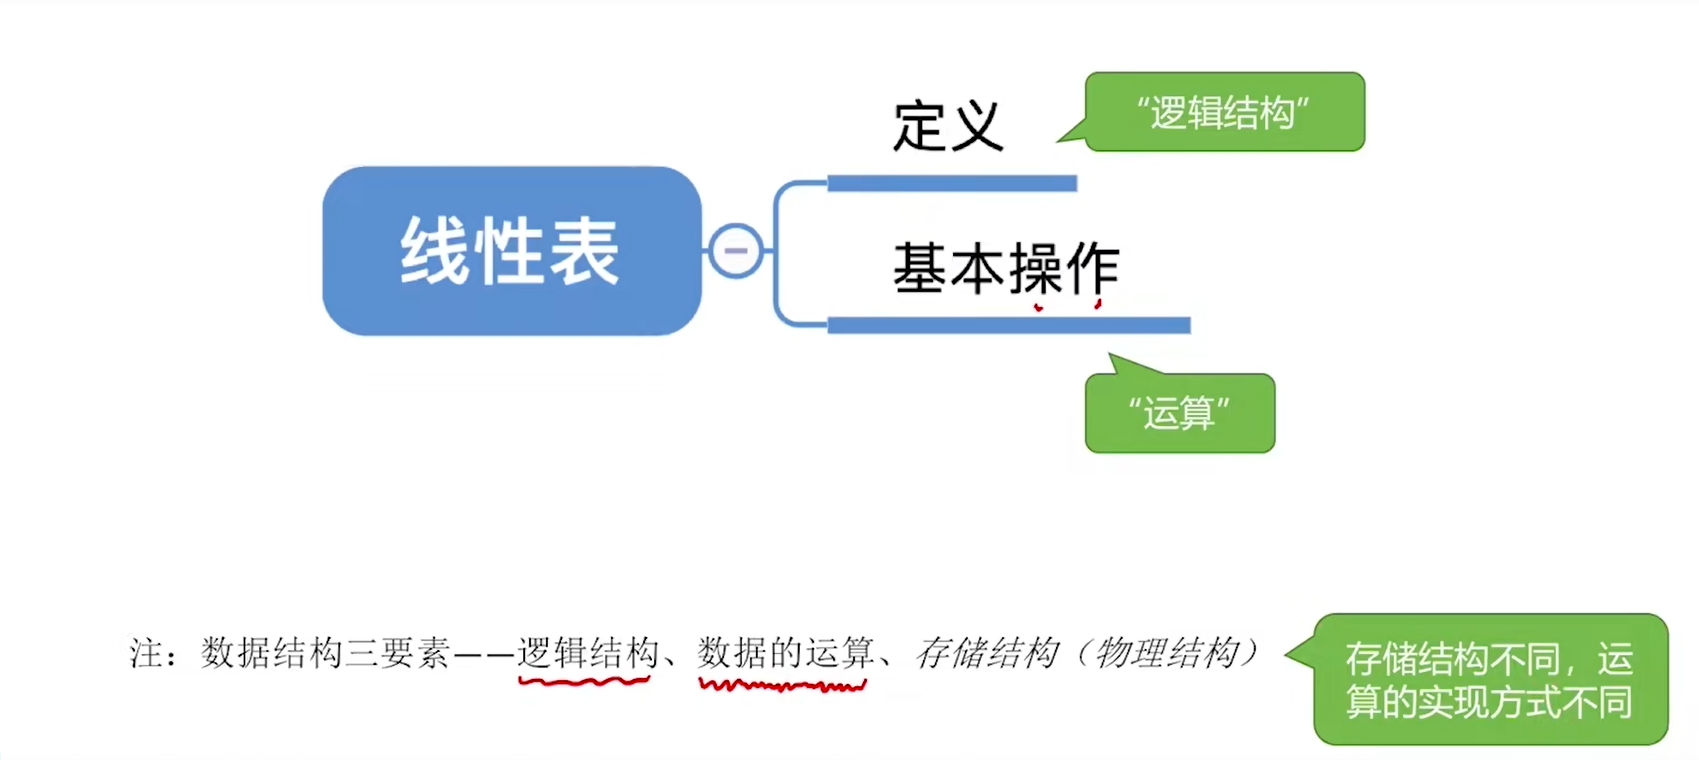 定义
“逻辑结构”
线性表
基本操作
“运算”
注：数据结构三要素——逻辑结构、数据的运算、存储结构（物理结构）
存储结构不同，运
算的实现方式不同